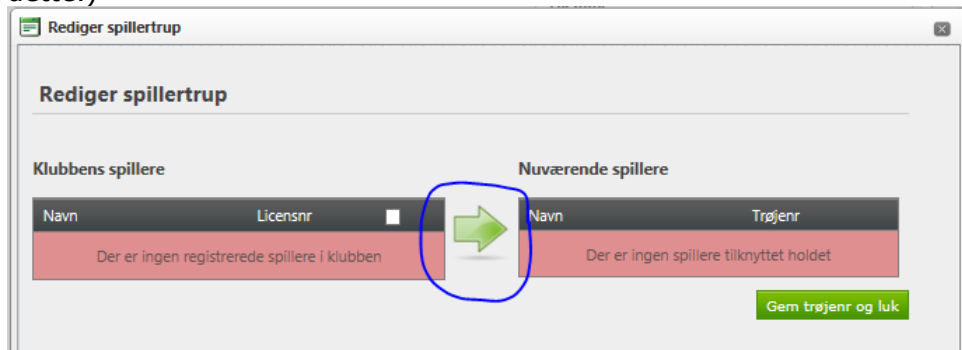 Rediger spillertrup
Rediger spillertrup
Klubbens spillere
Nuværende spillere
Navn Licensnr
Navn Trøjenr
Der er ingen registrerede spillere i klubben
Der er ingen spillere tilknyttet holdet
Gem trøjenr og luk